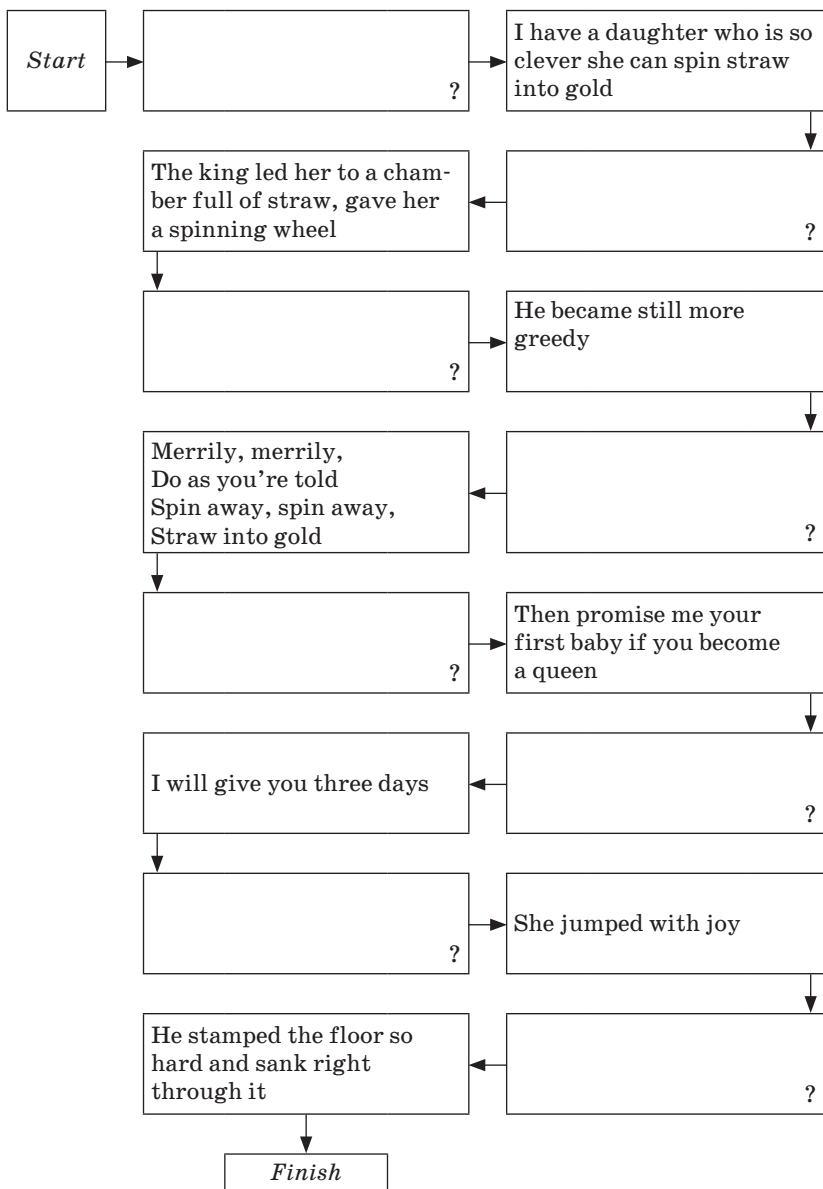 Start
?
I have a daughter who is so
clever she can spin straw
into gold
?
The king led her to a cham-
ber full of straw, gave her
a spinning wheel
?
He became still more
greedy
?
Merrily, merrily,
Do as you're told
Spin away, spin away,
Straw into gold
?
Then promise me your
first baby if you become
a queen
?
I will give you three days
?
She jumped with joy
?
He stamped the floor so
hard and sank right
through it
Finish